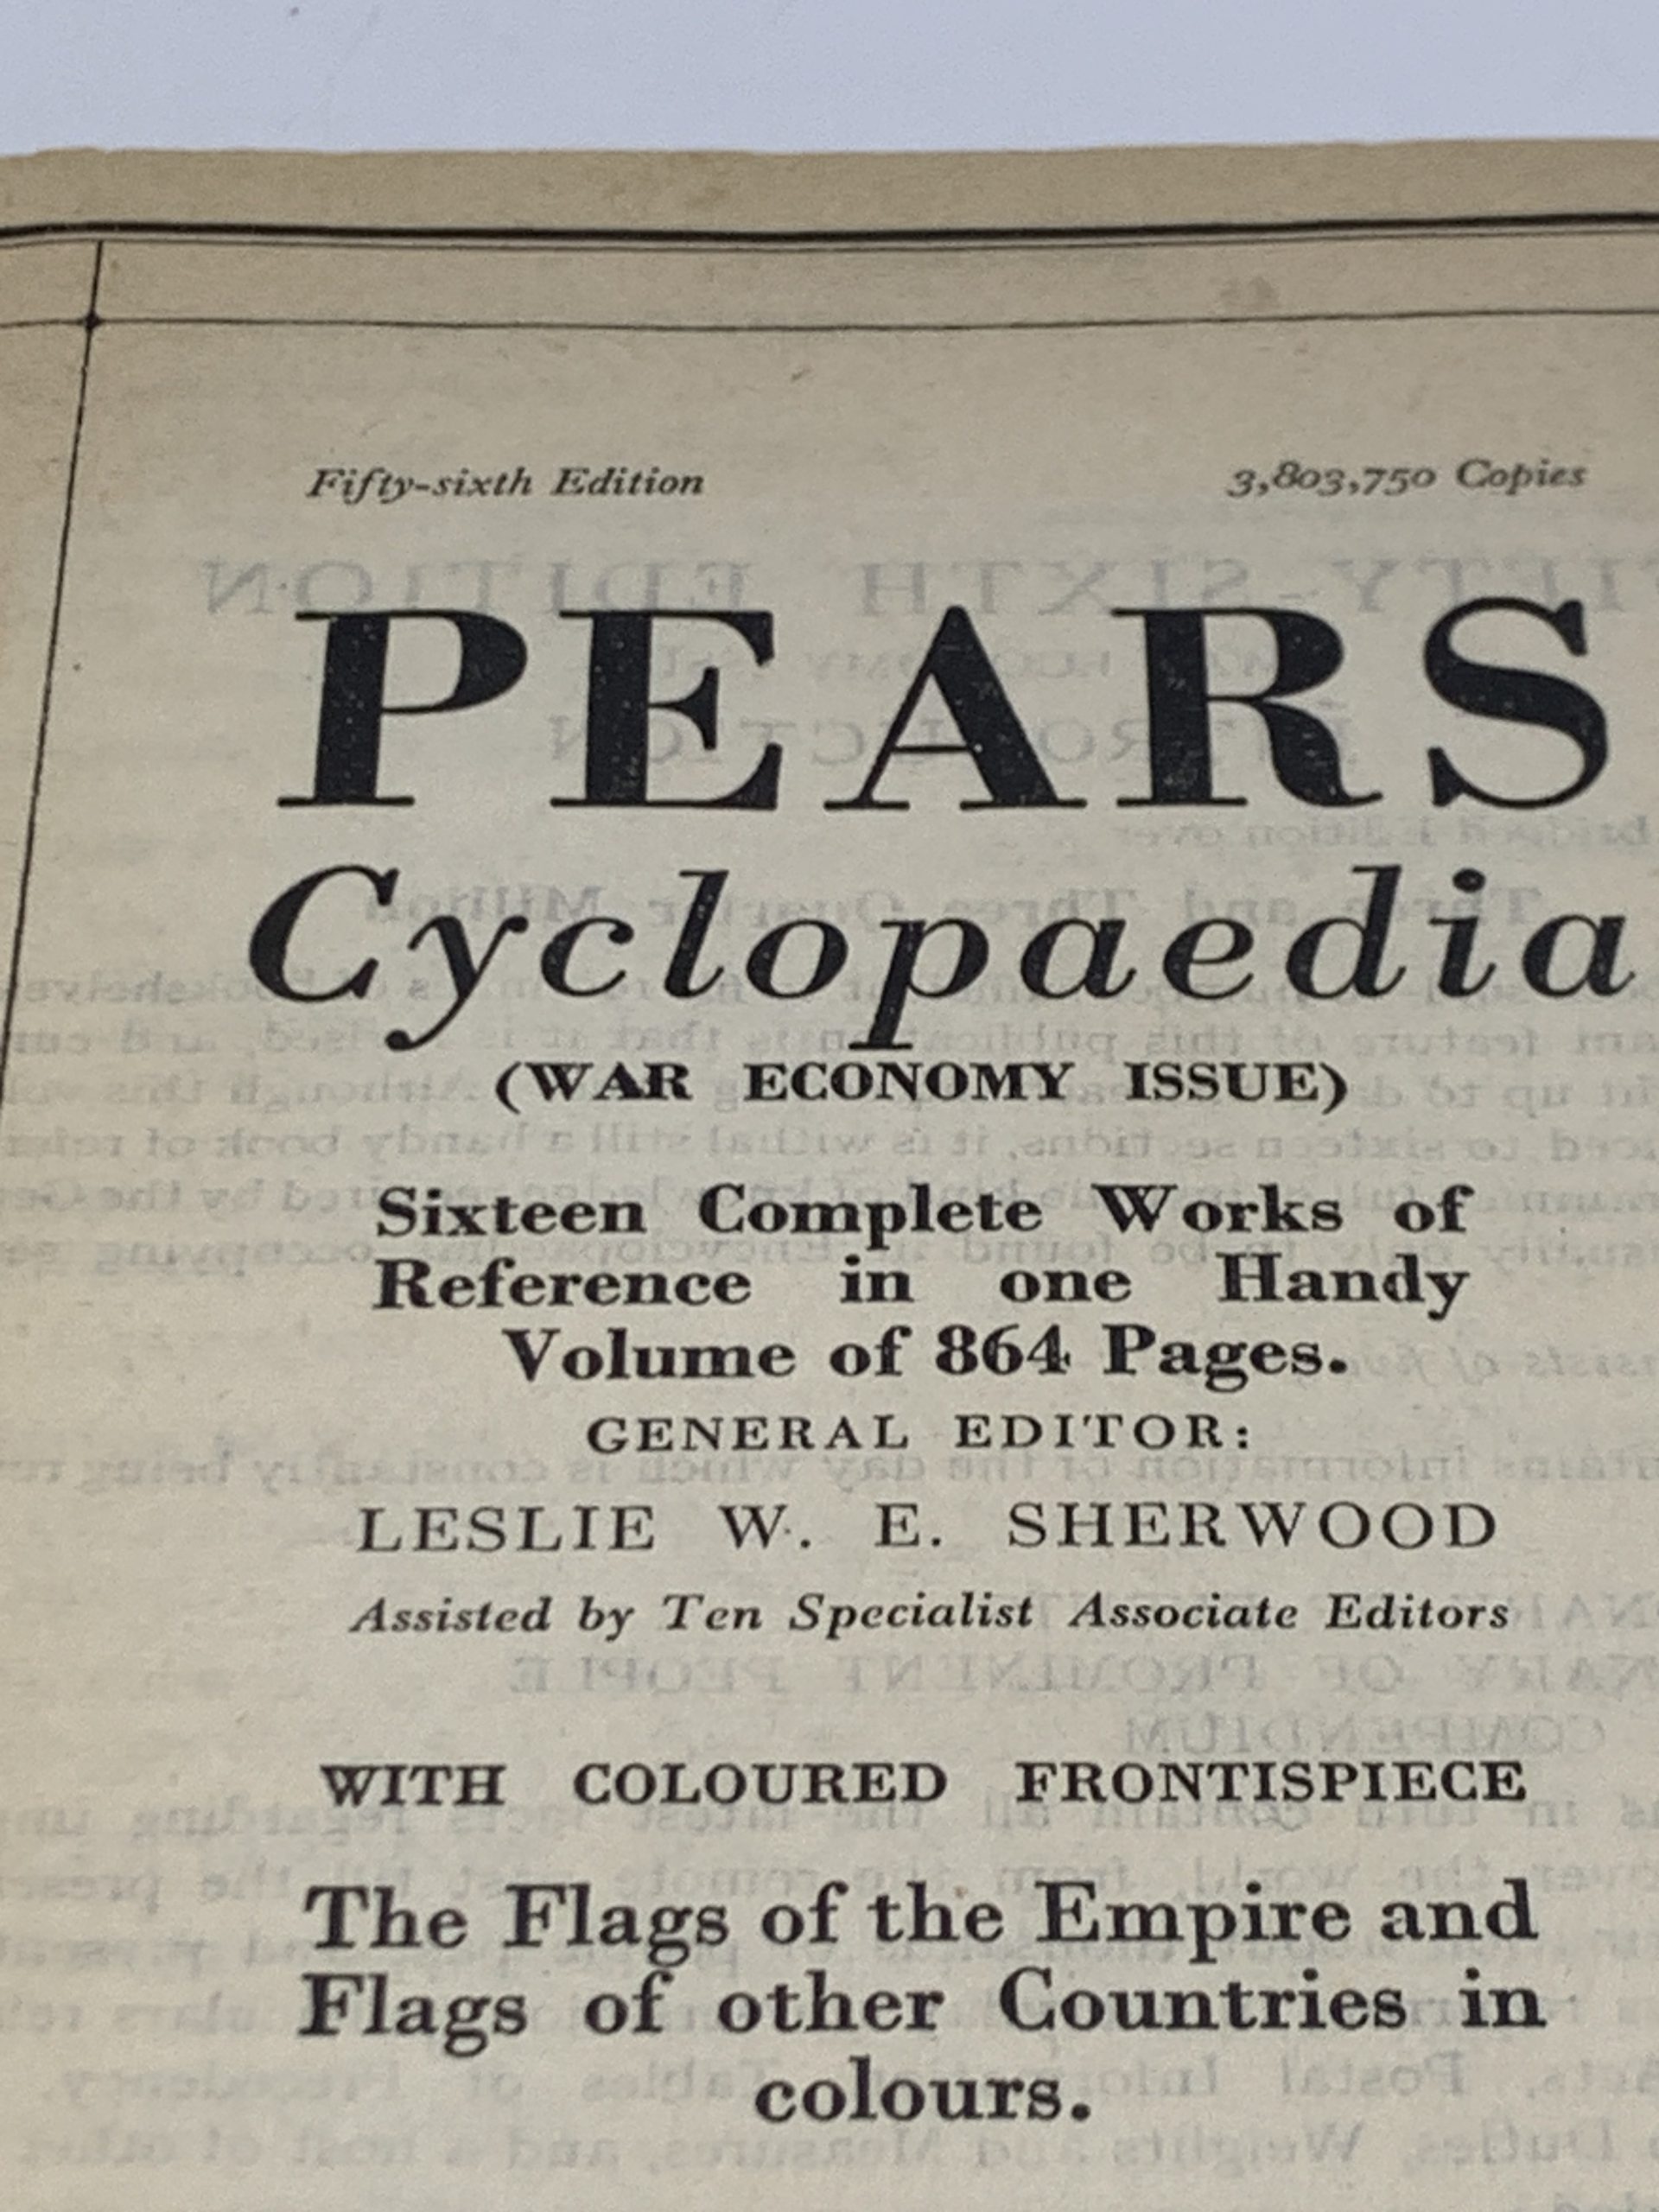 Fifty-sixth Edition 3,803,750 Copies
PEARS
Cyclopaedia
(WAR ECONOMY ISSUE)
Sixteen Complete Works of
Reference in one Handy
Volume of 864 Pages.
GENERAL EDITOR:
LESLIE W. E. SHERWOOD
Assisted by Ten Specialist Associate Editors
WITH COLOURED FRONTISPIECE
The Flags of the Empire and
Flags of other Countries in
colours.